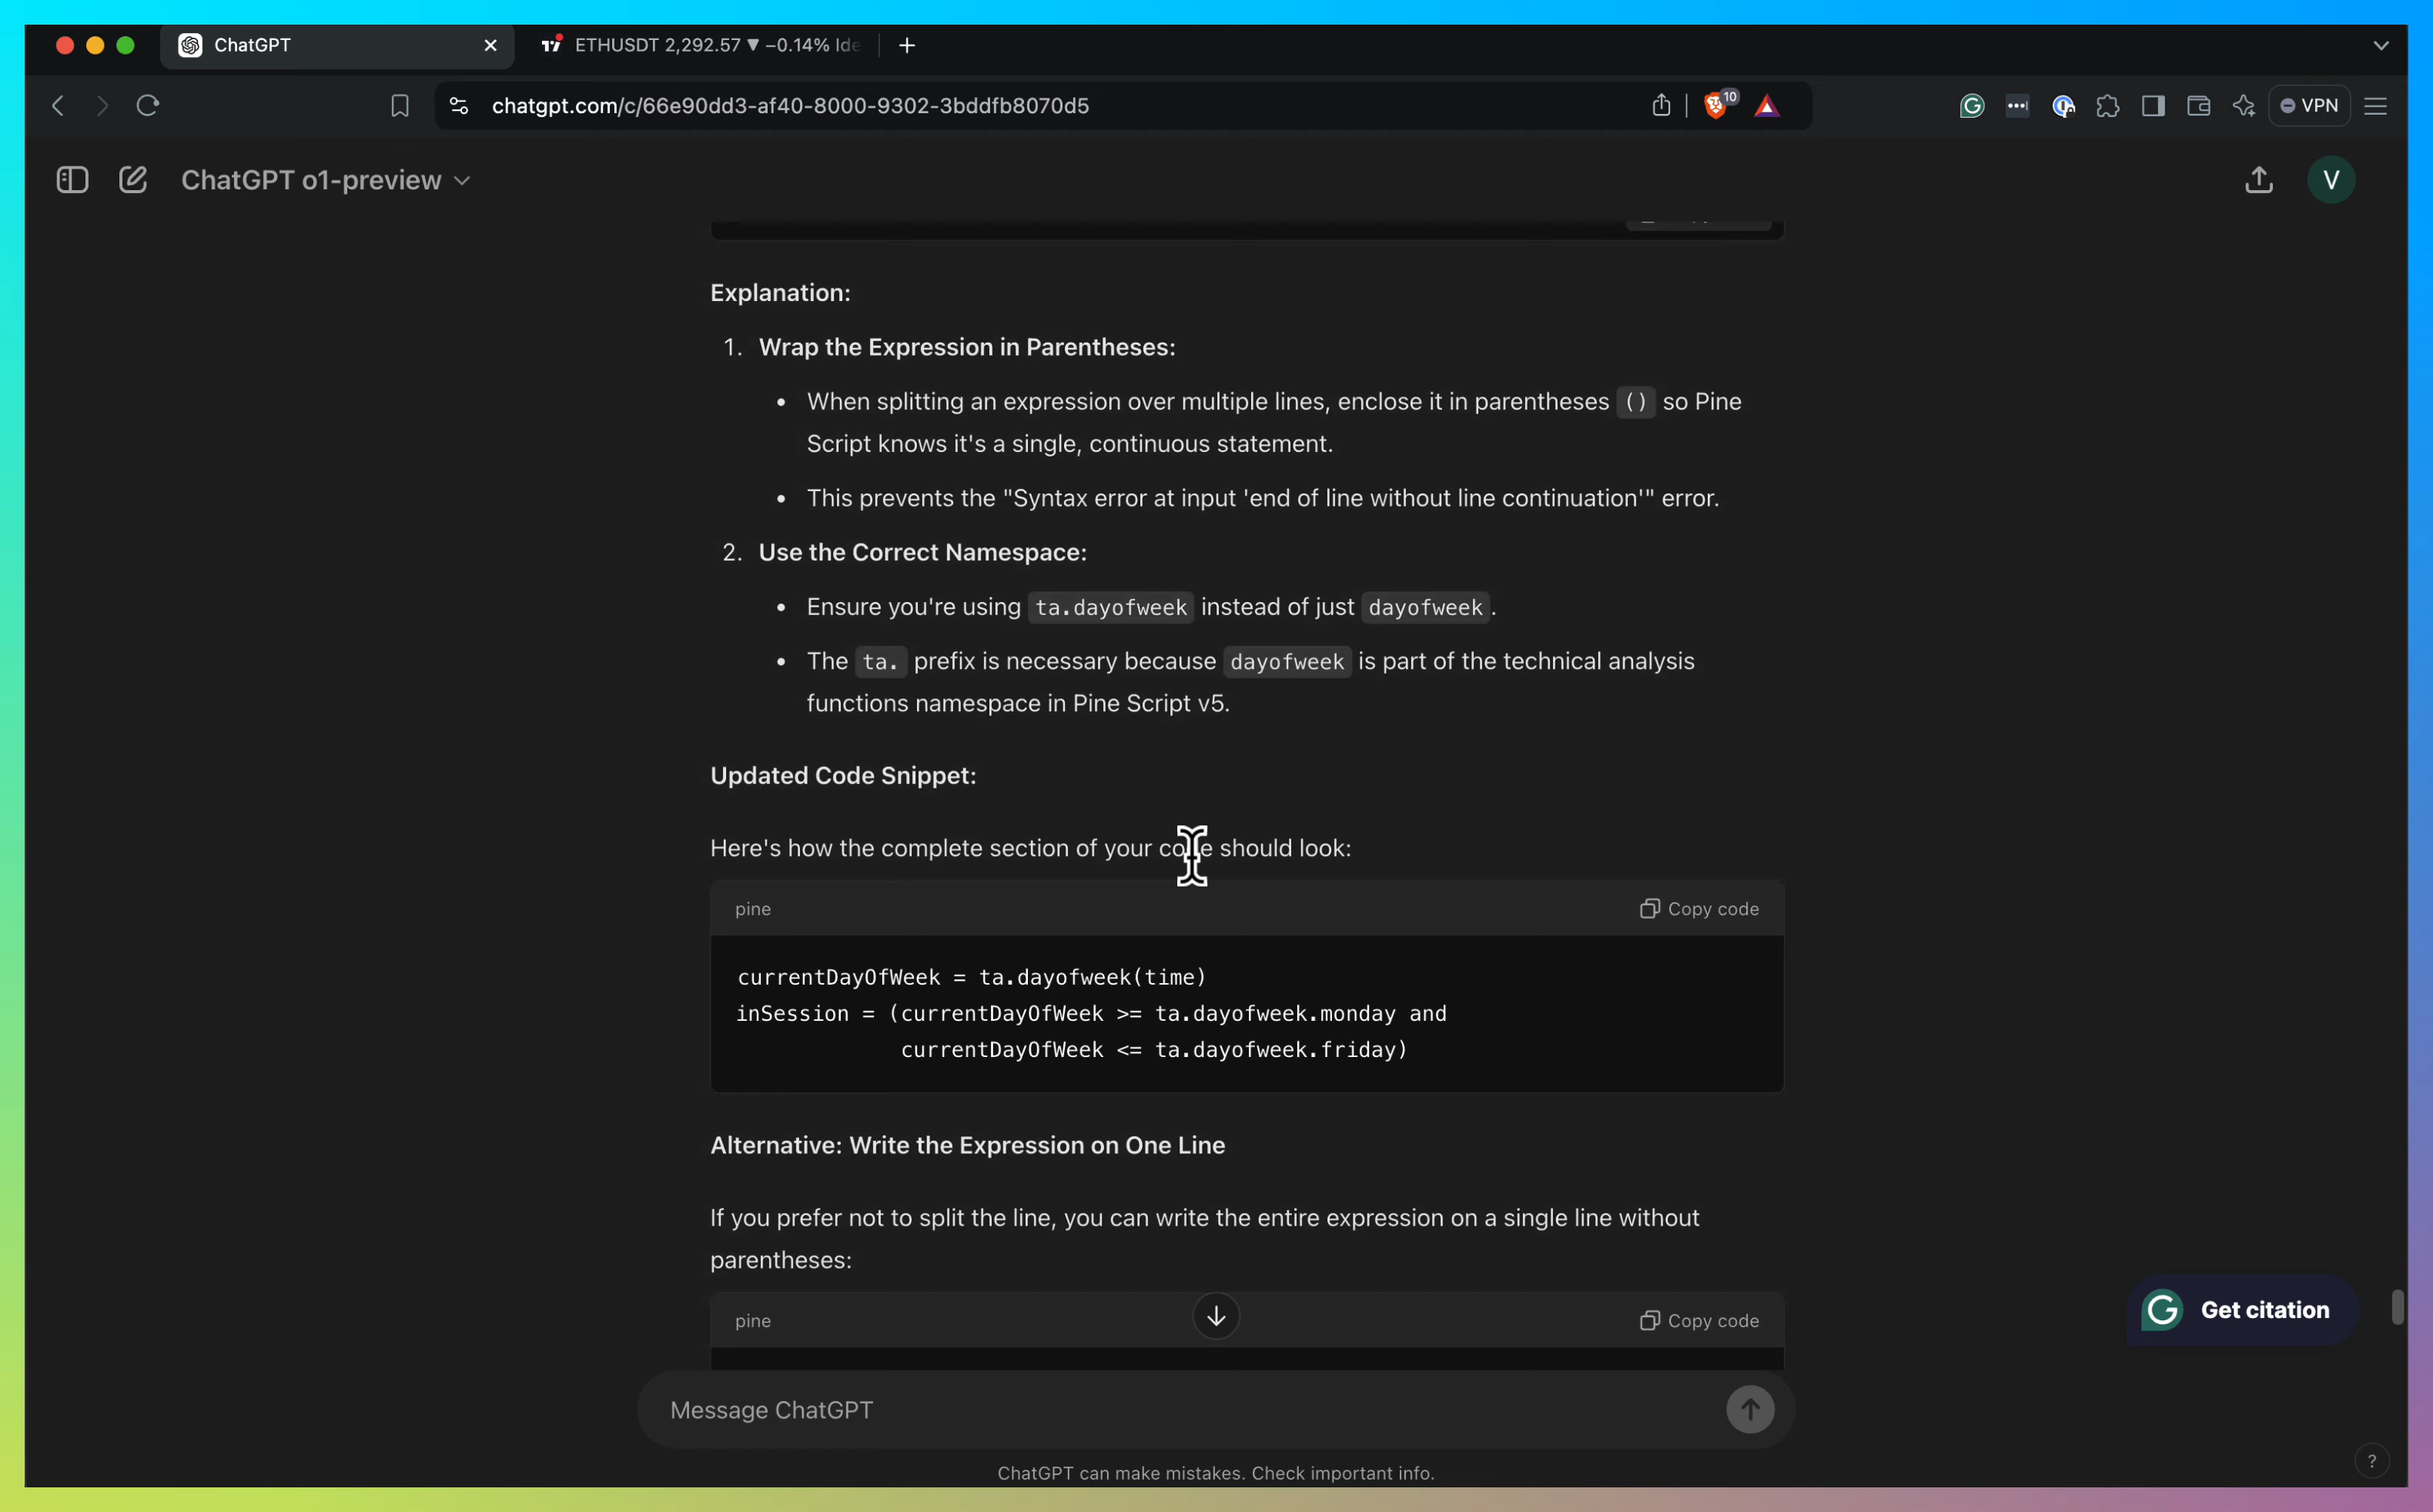 ChatGPT
ETHUSDT 2,292.57 ▼ −0.14% Ide
chatgpt.com/c/66e90dd3-af40-8000-9302-3bddfb8070d5
10
VPN
ChatGPT o1-preview
V
Explanation:
1. Wrap the Expression in Parentheses:
• When splitting an expression over multiple lines, enclose it in parentheses () so Pine
Script knows it's a single, continuous statement.
• This prevents the "Syntax error at input 'end of line without line continuation'" error.
2. Use the Correct Namespace:
• Ensure you're using ta.dayofweek instead of just dayofweek.
• The ta. prefix is necessary because dayofweek is part of the technical analysis
functions namespace in Pine Script v5.
Updated Code Snippet:
Here's how the complete section of your code should look:
pine
Copy code
currentDayOfWeek = ta.dayofweek(time)
inSession = (currentDayOfWeek >= ta.dayofweek.monday and
currentDayOfWeek <= ta.dayofweek.friday)
Alternative: Write the Expression on One Line
If you prefer not to split the line, you can write the entire expression on a single line without
parentheses:
pine
Copy code
Get citation
Message ChatGPT
ChatGPT can make mistakes. Check important info.
?